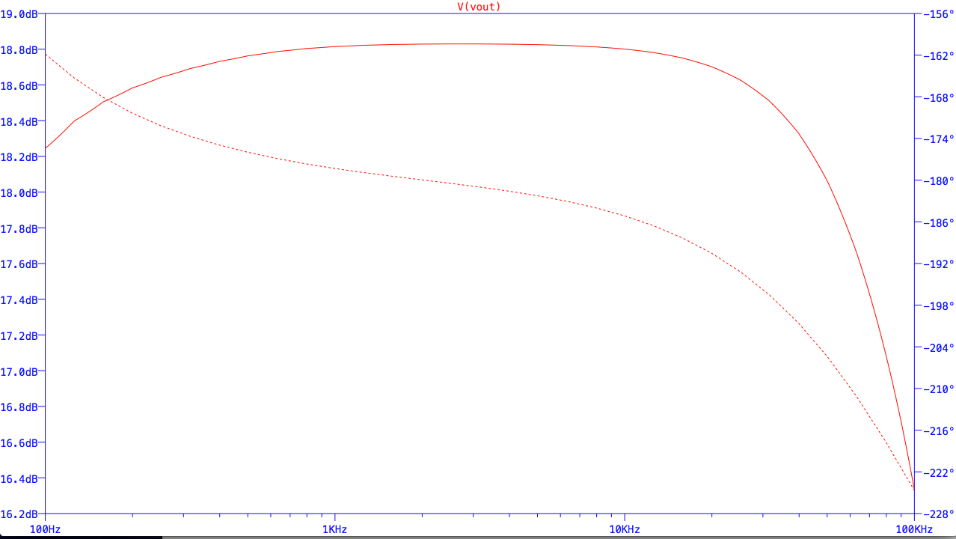 V(vout)
19.0dB
18.8dB
18.6dB
18.4dB
18.2dB
18.0dB
17.8dB
17.6dB
17.4dB
17.2dB
17.0dB
16.8dB
16.6dB
16.4dB
16.2dB
-156°
-162°
-168°
-174°
-180°
-186°
-192°
-198°
-204°
-210°
-216°
-222°
-228°
100Hz 1KHz 10KHz 100KHz